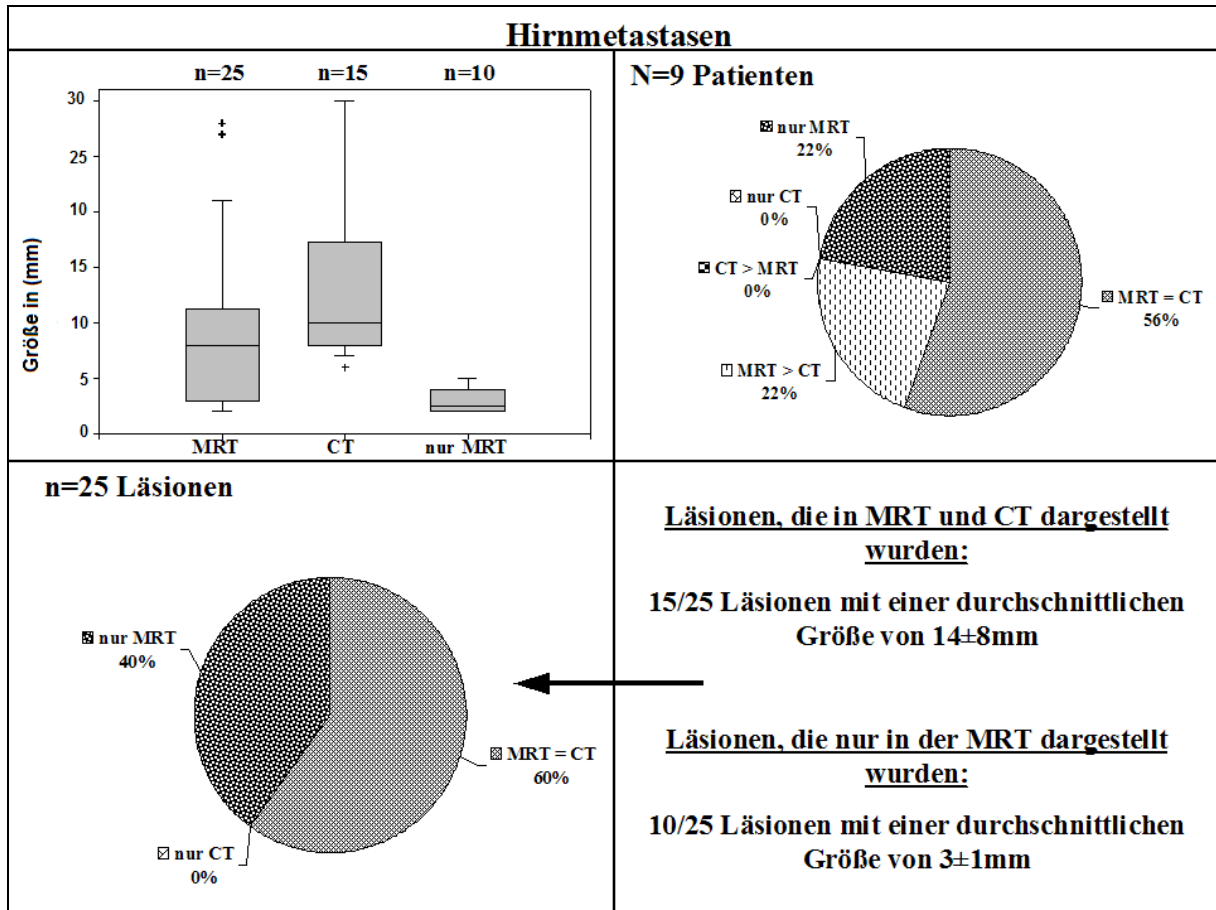 Hirnmetastasen
n=25 n=15 n=10
30
25
10
15
10
5
0
Größe in (mm)
MRT CT nur MRT
N=9 Patienten
nur MRT
22%
nur CT
0%
CT > MRT
0%
MRT > CT
22%
MRT = CT
56%
n=25 Läsionen
nur MRT
40%
MRT = CT
60%
nur CT
0%
Läsionen, die in MRT und CT dargestellt
wurden:
15/25 Läsionen mit einer durchschnittlichen
Größe von 14±8mm
Läsionen, die nur in der MRT dargestellt
wurden:
10/25 Läsionen mit einer durchschnittlichen
Größe von 3±1mm